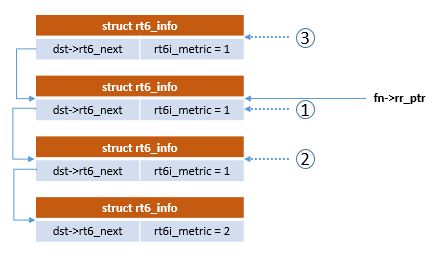 struct rt6_info
dst->rt6_next rt6i_metric = 1
③
struct rt6_info
dst->rt6_next rt6i_metric = 1
fn->rr_ptr
①
struct rt6_info
dst->rt6_next rt6i_metric = 1
②
struct rt6_info
dst->rt6_next rt6i_metric = 2